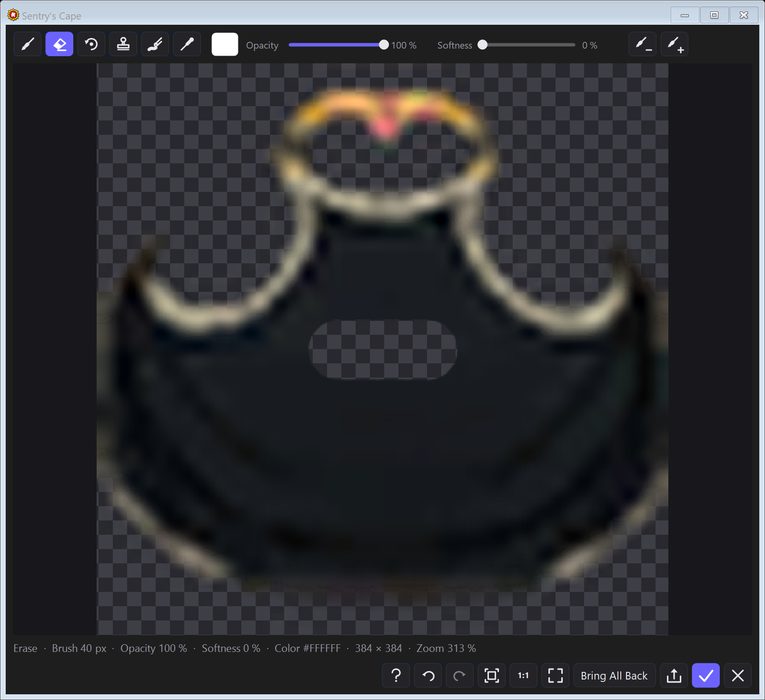 Sentry's Cape
Opacity 100 % Softness 0 %
Erase · Brush 40 px · Opacity 100 % · Softness 0 % · Color #FFFFFF · 384 × 384 · Zoom 313 %
? 1:1 Bring All Back